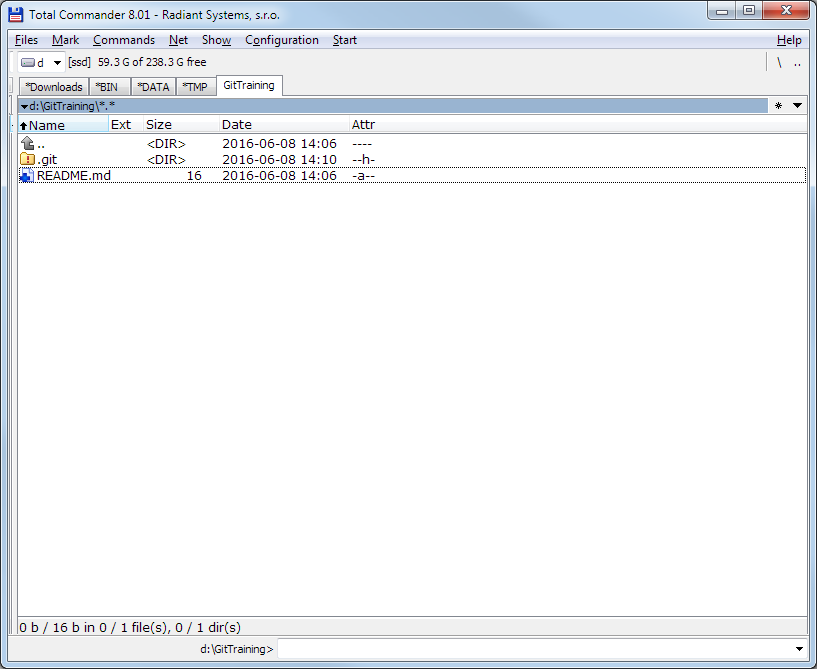 Total Commander 8.01 - Radiant Systems, s.r.o.
Files Mark Commands Net Show Configuration Start Help
d [ssd] 59.3 G of 238.3 G free \ ..
*Downloads *BIN *DATA *TMP GitTraining
d:\GitTraining\*.* *
Name Ext Size Date Attr
.. <DIR> 2016-06-08 14:06 ----
.git <DIR> 2016-06-08 14:10 --h-
README.md 16 2016-06-08 14:06 -a--
0 b / 16 b in 0 / 1 file(s), 0 / 1 dir(s)
d:\GitTraining>